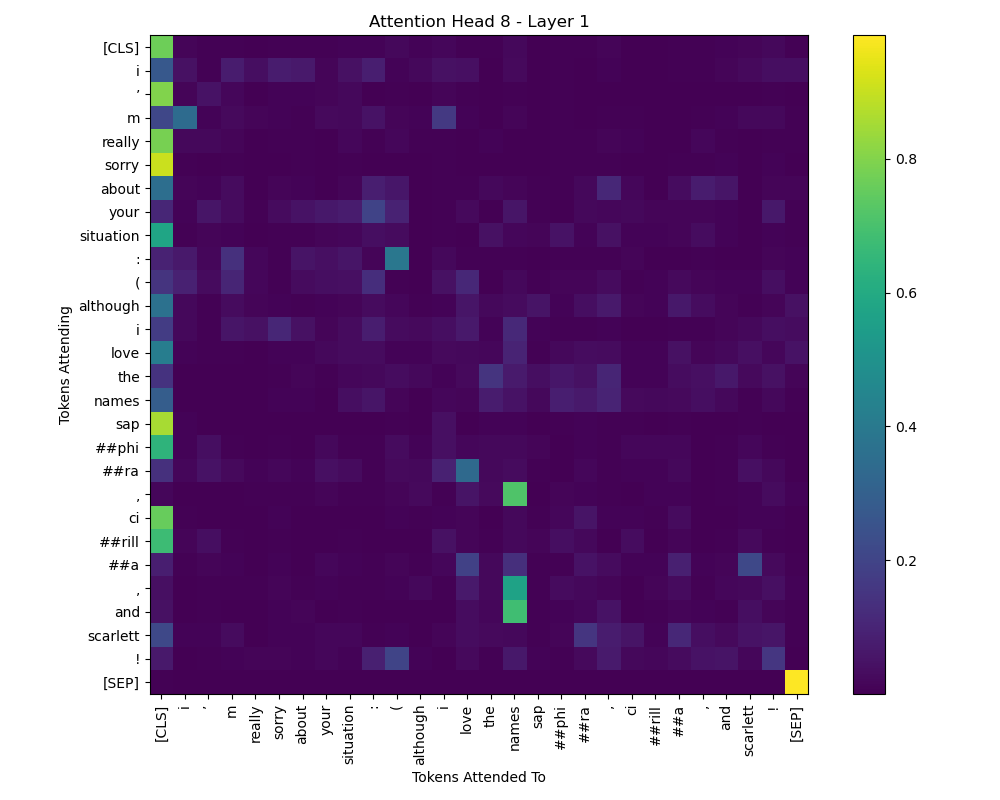 Attention Head 8 - Layer 1
Tokens Attending
[CLS]
i
’
m
really
sorry
about
your
situation
:
(
although
i
love
the
names
sap
##phi
##ra
,
ci
##rill
##a
,
and
scarlett
!
[SEP]
[CLS]
i
’
m
really
sorry
about
your
situation
:
(
although
i
love
the
names
sap
##phi
##ra
,
ci
##rill
##a
,
and
scarlett
!
[SEP]
Tokens Attended To
0.8
0.6
0.4
0.2